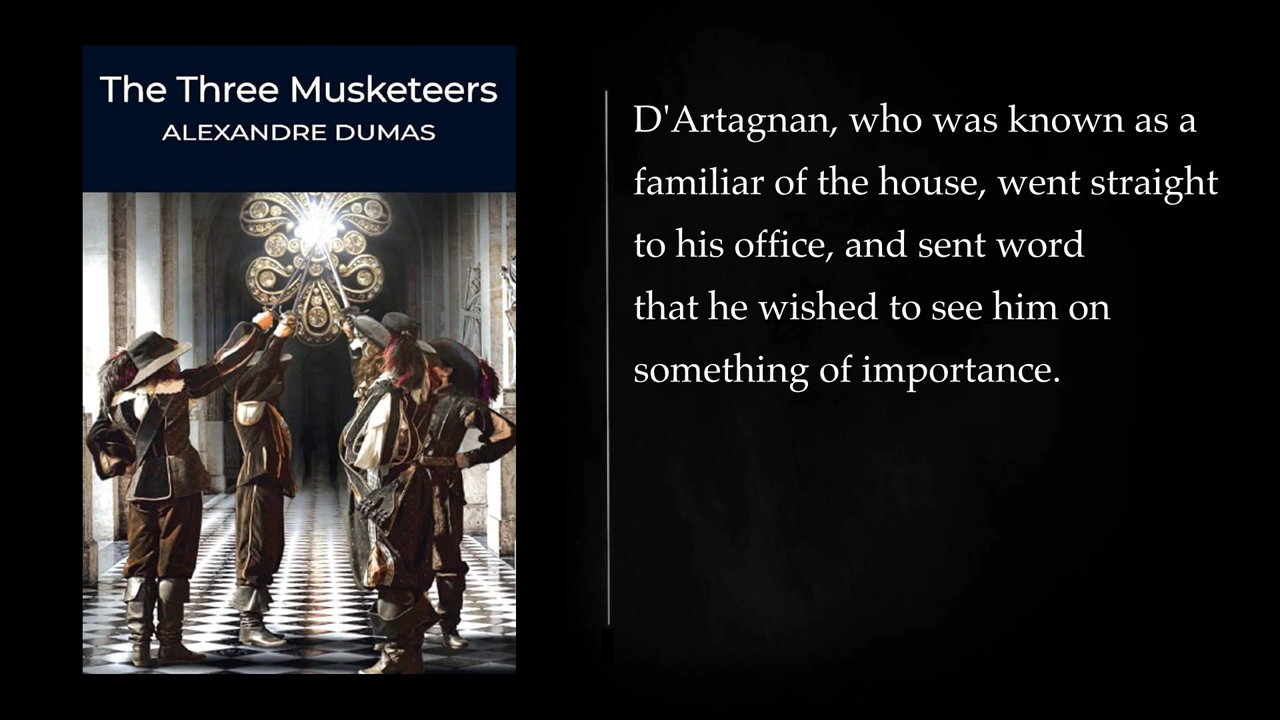 The Three Musketeers
ALEXANDRE DUMAS
D'Artagnan, who was known as a
familiar of the house, went straight
to his office, and sent word
that he wished to see him on
something of importance.